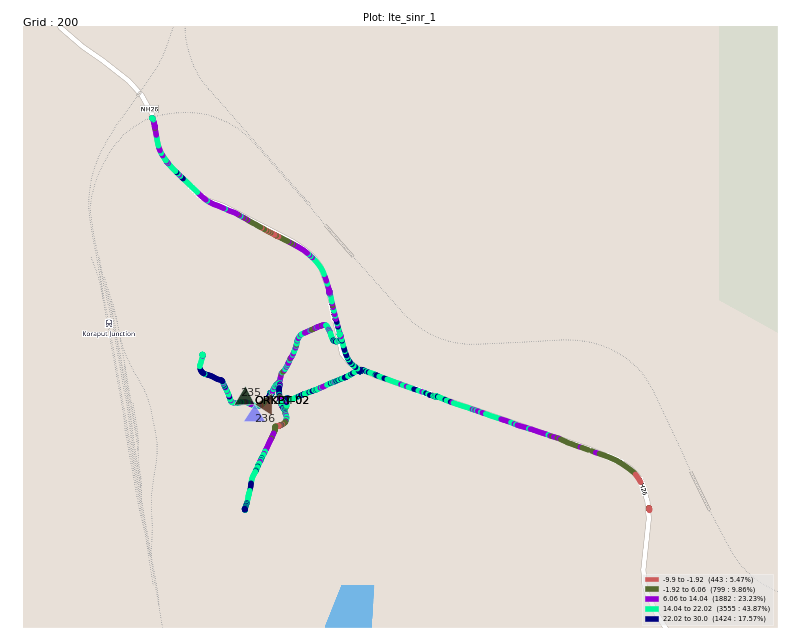 Plot: lte_sinr_1
Grid : 200
NH26
Koraput Junction
235
236
-9.9 to -1.92 (443 : 5.47%)
-1.92 to 6.06 (799 : 9.86%)
6.06 to 14.04 (1882 : 23.23%)
14.04 to 22.02 (3555 : 43.87%)
22.02 to 30.0 (1424 : 17.57%)